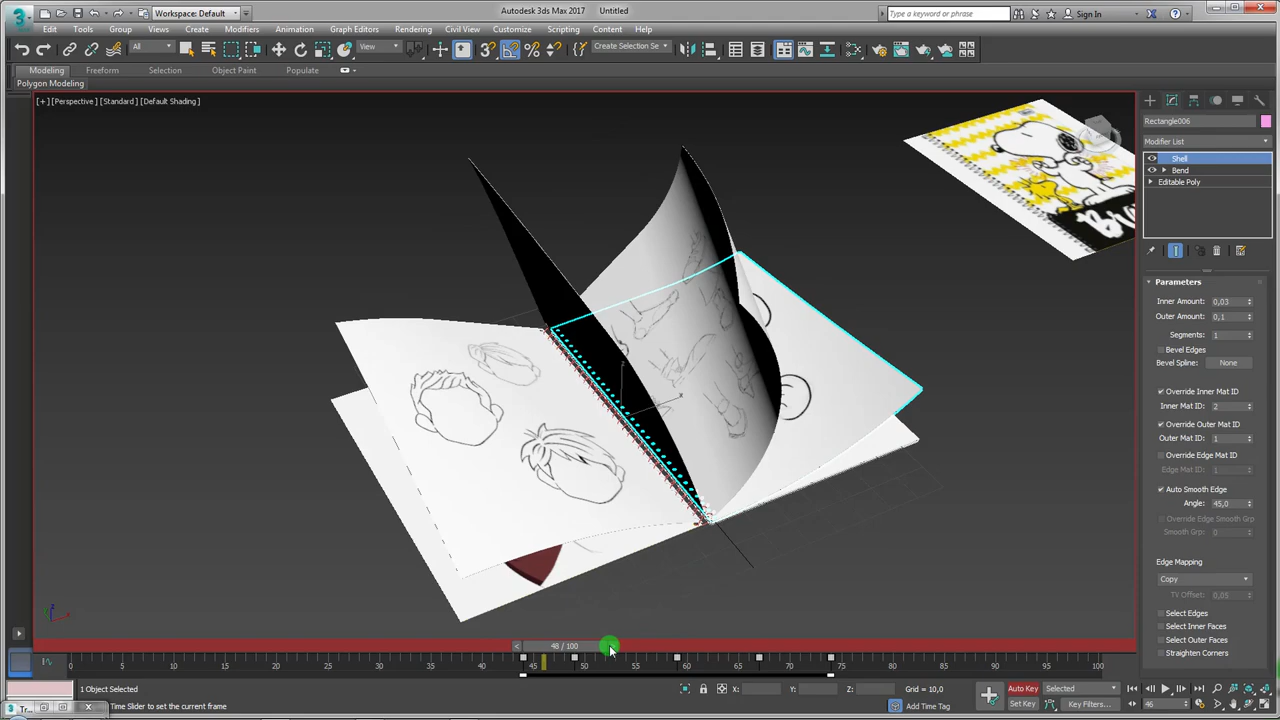 Workspace: Default
Autodesk 3ds Max 2017    Untitled
Type a keyword or phrase
Sign In
Edit Tools Group Views Create Modifiers Animation Graph Editors Rendering Civil View Customize Scripting Content Help
All
View
Create Selection Se
Modeling Freeform Selection Object Paint Populate
Polygon Modeling
[+] [Perspective] [Standard] [Default Shading]
Rectangle006
Modifier List
Shell
Bend
Editable Poly
Parameters
Inner Amount: 0,03
Outer Amount: 0,1
Segments: 1
Bevel Edges
Bevel Spline: None
Override Inner Mat ID
Inner Mat ID: 2
Override Outer Mat ID
Outer Mat ID: 1
Override Edge Mat ID
Edge Mat ID: 1
Auto Smooth Edge
Angle: 45,0
Override Edge Smooth Grp
Smooth Grp: 0
Edge Mapping
Copy
TV Offset: 0,05
Select Edges
Select Inner Faces
Select Outer Faces
Straighten Corners
z
x
< 48 / 100
0 5 10 15 20 25 30 35 40 45 50 55 60 65 70 75 80 85 90 95 100
1 Object Selected
X: Y: Z: Grid = 10,0
Auto Key Selected
Time Slider to set the current frame
Add Time Tag
Set Key Key Filters...
46